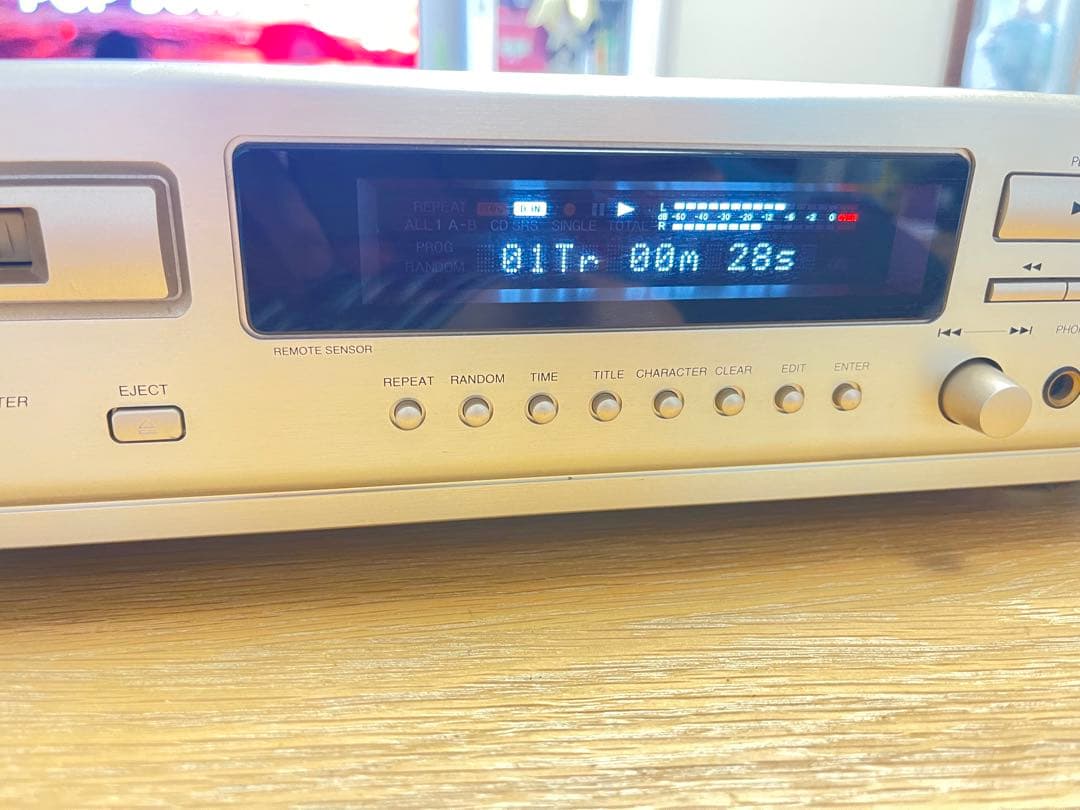 REPEAT D.IN L
dB -60 -40 -30 -20 -12 -6 -2 0 OVER
ALL 1 A-B CD SRS SINGLE TOTAL R
PROG
RANDOM
01Tr 00m 28s
REMOTE SENSOR
EJECT
REPEAT RANDOM TIME TITLE CHARACTER CLEAR EDIT ENTER